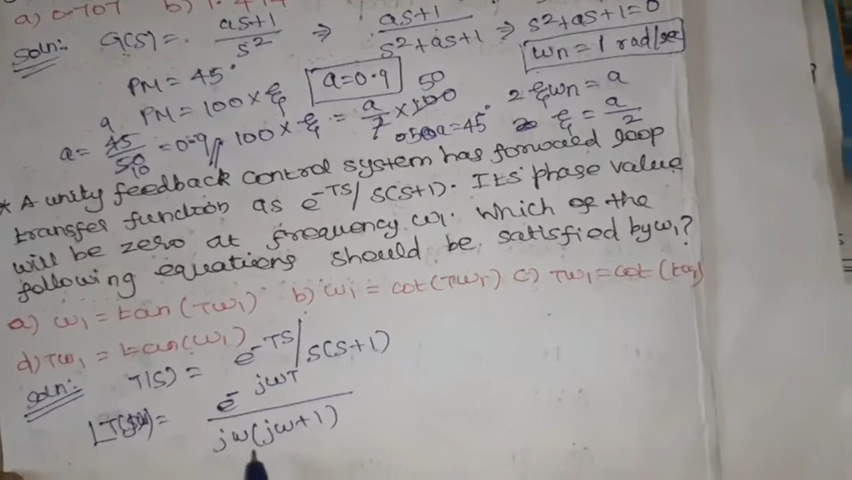 a) 0.707 b) 1.414
Soln: G(S) = as+1/s² ⇒ as+1/s²+as+1 ⇒ s²+as+1=0
PM = 45° ωn = 1 rad/sec
PM = 100×ξ a=0.9 2ξωn = a
a = 45/50 = 0.9 100×ξ = a/2 × 100 50a=45° ξ = a/2
* A unity feedback control system has forward loop
transfer function as e^-TS/S(S+1). Its phase value
will be zero at frequency ω1. Which of the
following equations should be satisfied by ω1?
a) ω1 = tan(Tω1) b) ω1 = cot(Tω1) c) Tω1 = cot(
d) Tω1 = tan(ω1)
Soln: T(S) = e^-TS/S(S+1)
LT(jω) = e^-jωT/jω(jω+1)